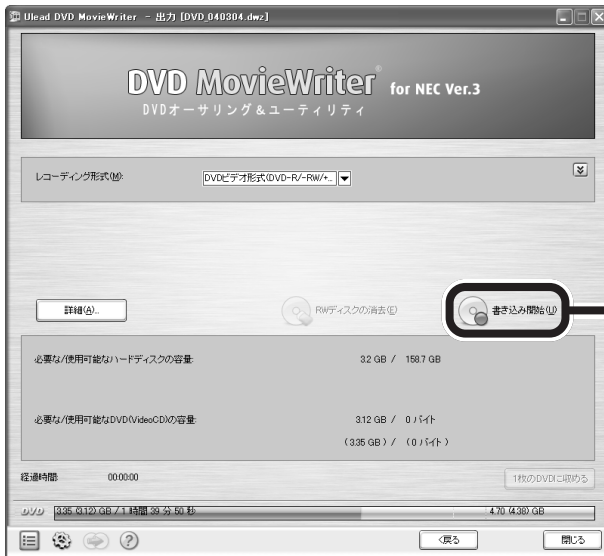 Ulead DVD MovieWriter - 出力 [DVD_040304.dwz]
DVD MovieWriter® for NEC Ver.3
DVDオーサリング&ユーティリティ
レコーディング形式(M): DVDビデオ形式(DVD-R/-RW/+...
詳細(A)... RWディスクの消去(E) 書き込み開始(U)
必要な/使用可能なハードディスクの容量: 3.2 GB / 158.7 GB
必要な/使用可能なDVD(VideoCD)の容量: 3.12 GB / 0 バイト
(3.35 GB) / (0 バイト)
経過時間: 00:00:00 1枚のDVDに収める
DVD 3.35 (3.12) GB / 1 時間 39 分 50 秒 4.70 (4.38) GB
<戻る 閉じる